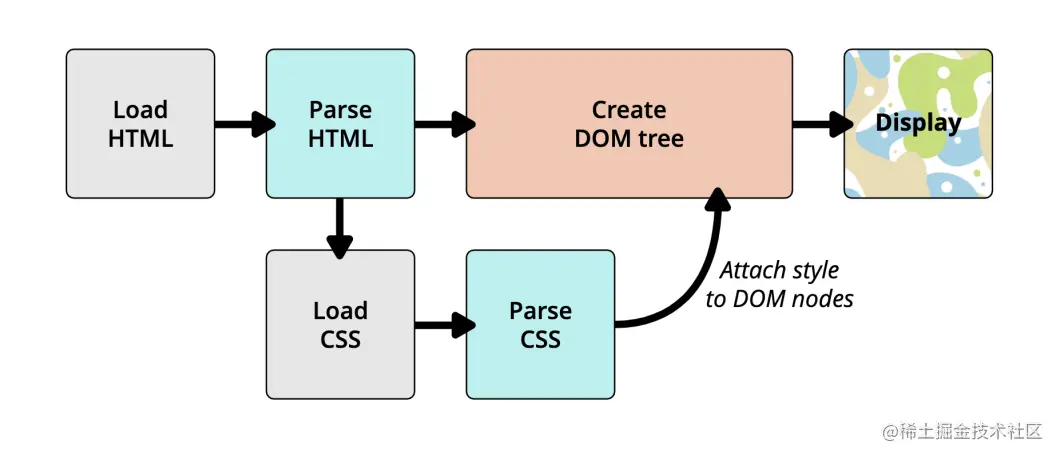 Load
HTML
Parse
HTML
Create
DOM tree
Display
Load
CSS
Parse
CSS
Attach style
to DOM nodes
@稀土掘金技术社区